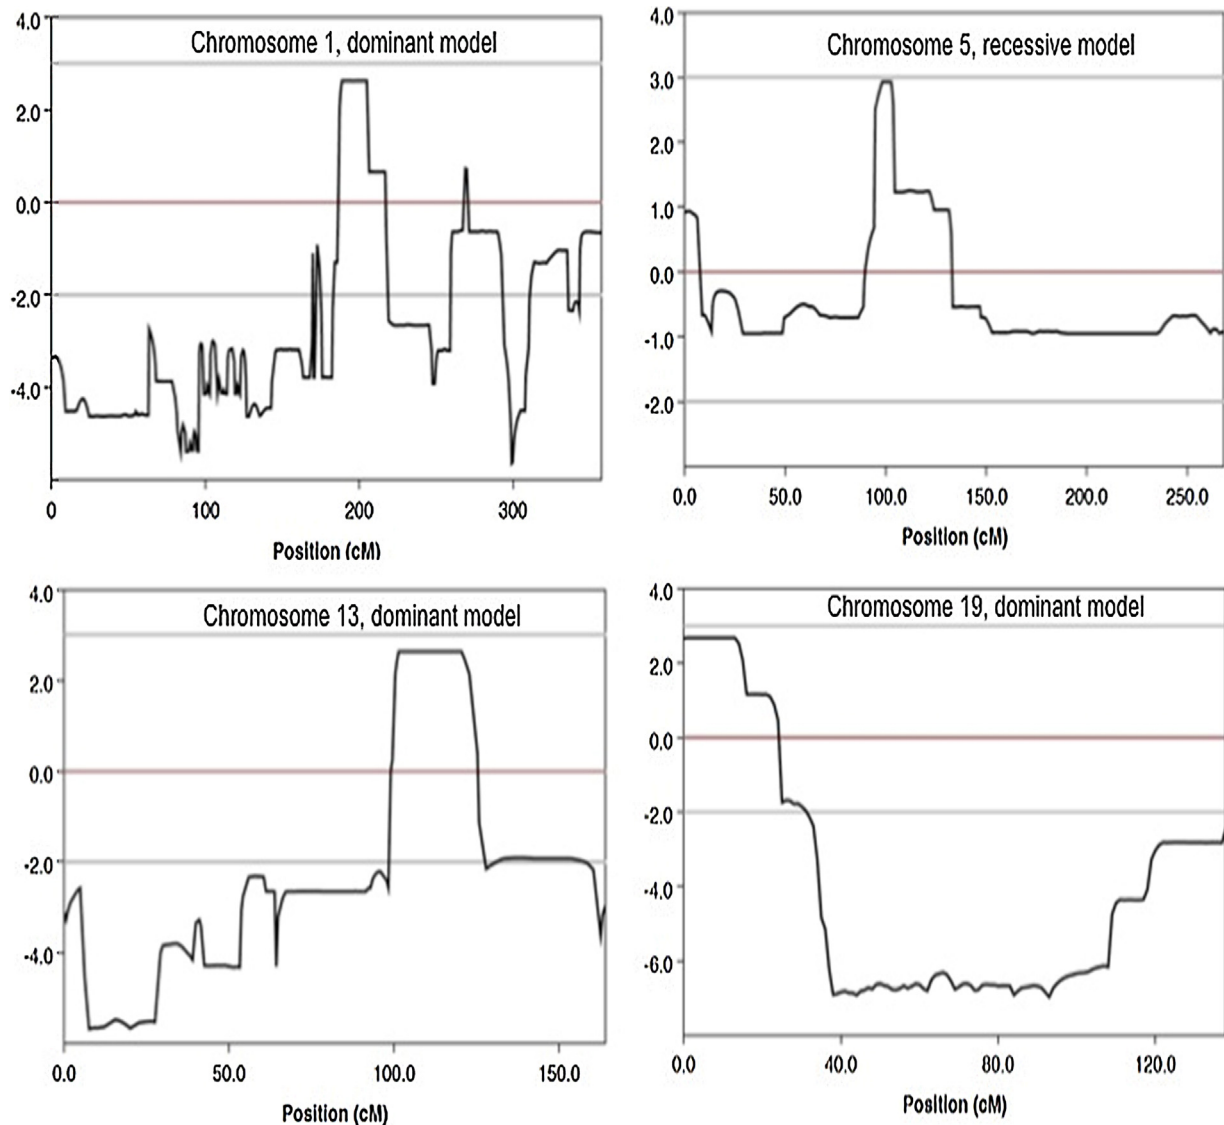 Chromosome 1, dominant model
4.0
2.0
0.0
-2.0
-4.0
0 100 200 300
Position (cM)
Chromosome 5, recessive model
4.0
3.0
2.0
1.0
0.0
-1.0
-2.0
0.0 50.0 100.0 150.0 200.0 250.0
Position (cM)
Chromosome 13, dominant model
4.0
2.0
0.0
-2.0
-4.0
0.0 50.0 100.0 150.0
Position (cM)
Chromosome 19, dominant model
4.0
2.0
0.0
-2.0
-4.0
-6.0
0.0 40.0 80.0 120.0
Position (cM)